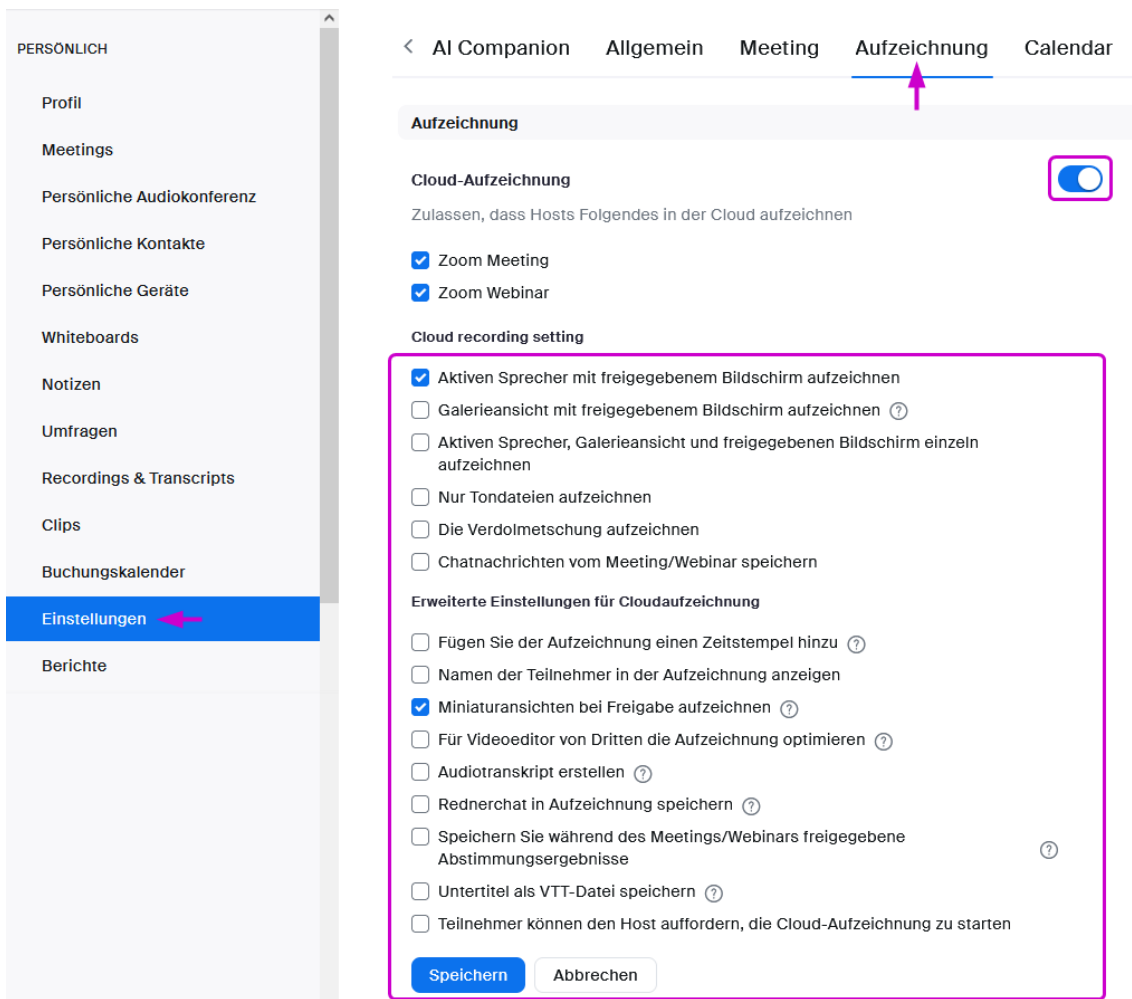 PERSÖNLICH
Profil
Meetings
Persönliche Audiokonferenz
Persönliche Kontakte
Persönliche Geräte
Whiteboards
Notizen
Umfragen
Recordings & Transcripts
Clips
Buchungskalender
Einstellungen
Berichte
AI Companion Allgemein Meeting Aufzeichnung Calendar
Aufzeichnung
Cloud-Aufzeichnung
Zulassen, dass Hosts Folgendes in der Cloud aufzeichnen
Zoom Meeting
Zoom Webinar
Cloud recording setting
Aktiven Sprecher mit freigegebenem Bildschirm aufzeichnen
Galerieansicht mit freigegebenem Bildschirm aufzeichnen ?
Aktiven Sprecher, Galerieansicht und freigegebenen Bildschirm einzeln
aufzeichnen
Nur Tondateien aufzeichnen
Die Verdolmetschung aufzeichnen
Chatnachrichten vom Meeting/Webinar speichern
Erweiterte Einstellungen für Cloudaufzeichnung
Fügen Sie der Aufzeichnung einen Zeitstempel hinzu ?
Namen der Teilnehmer in der Aufzeichnung anzeigen
Miniaturansichten bei Freigabe aufzeichnen ?
Für Videoeditor von Dritten die Aufzeichnung optimieren ?
Audiotranskript erstellen ?
Rednerchat in Aufzeichnung speichern ?
Speichern Sie während des Meetings/Webinars freigegebene
Abstimmungsergebnisse ?
Untertitel als VTT-Datei speichern ?
Teilnehmer können den Host auffordern, die Cloud-Aufzeichnung zu starten
Speichern Abbrechen